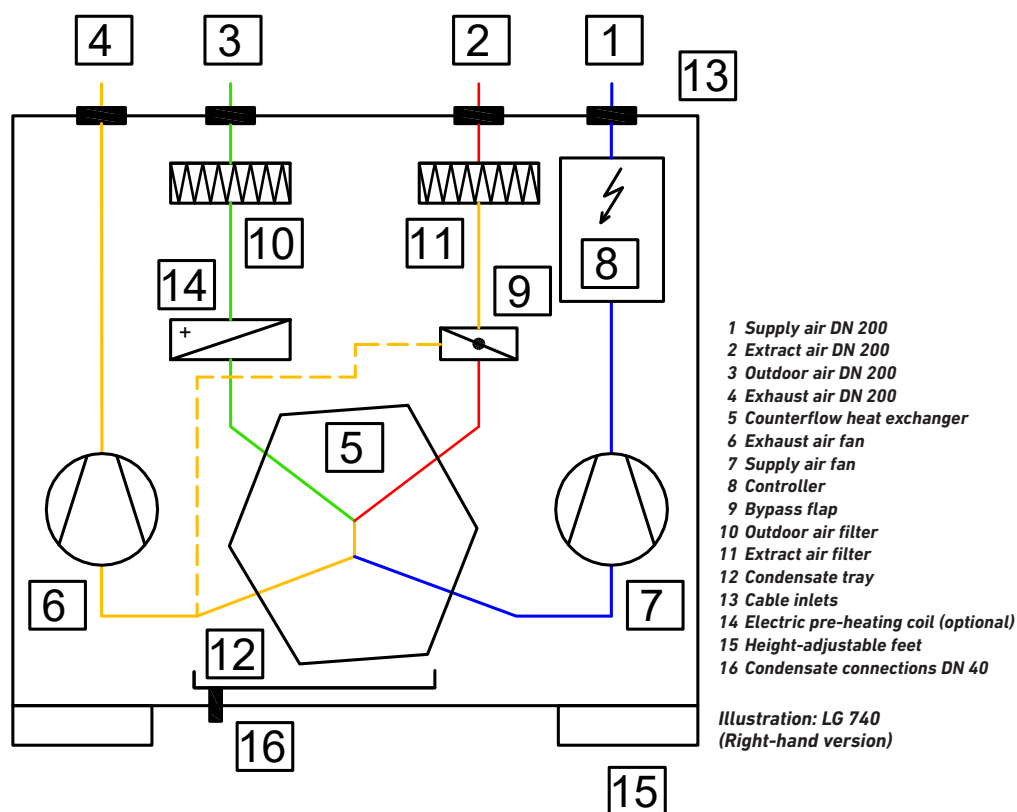 4 3 2 1
13
10 11 8
14 9
+
5
6 7
12
16
15
1 Supply air DN 200
2 Extract air DN 200
3 Outdoor air DN 200
4 Exhaust air DN 200
5 Counterflow heat exchanger
6 Exhaust air fan
7 Supply air fan
8 Controller
9 Bypass flap
10 Outdoor air filter
11 Extract air filter
12 Condensate tray
13 Cable inlets
14 Electric pre-heating coil (optional)
15 Height-adjustable feet
16 Condensate connections DN 40
Illustration: LG 740
(Right-hand version)